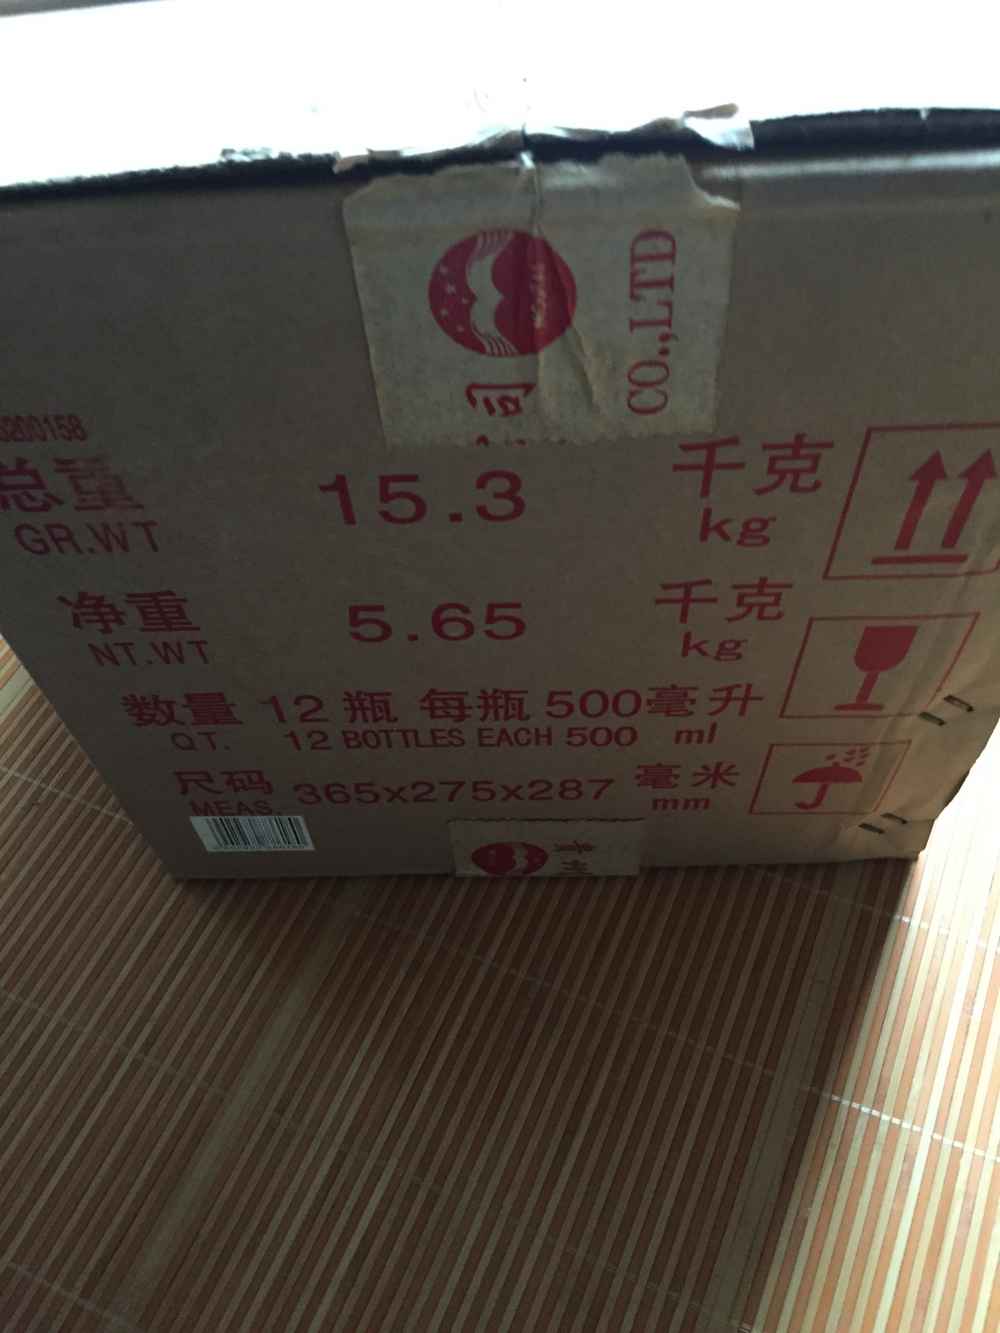 司
CO.,LTD
0200158
总重 15.3 千克
GR.WT kg
净重 5.65 千克
NT.WT kg
数量 12 瓶 每瓶 500 毫升
QT. 12 BOTTLES EACH 500 ml
尺码 365x275x287 毫米
MEAS. mm